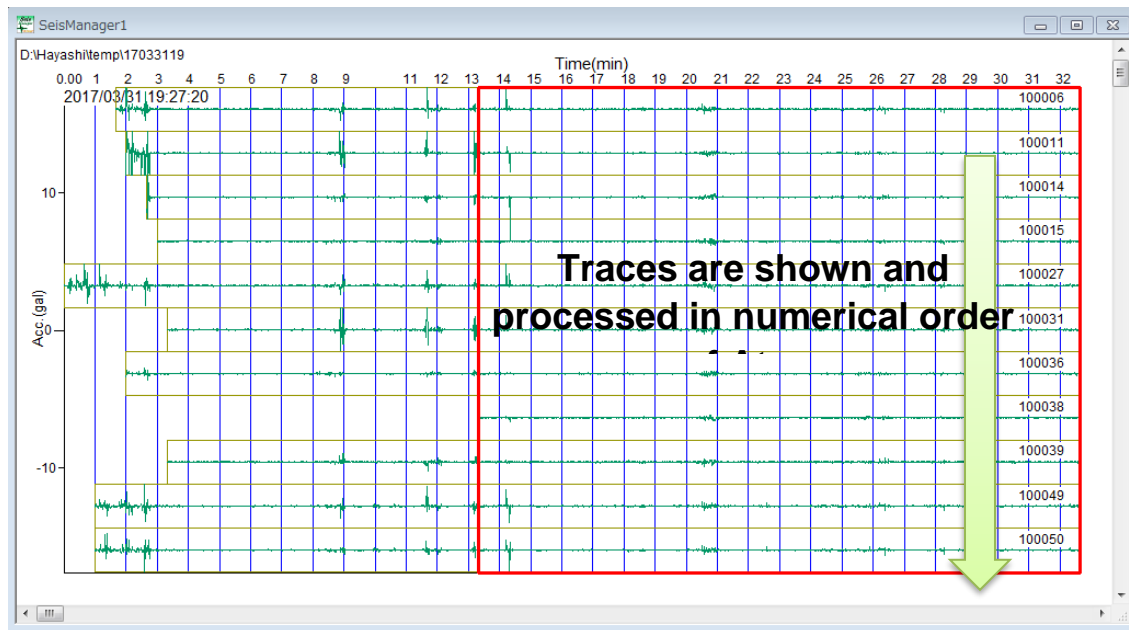 SeisManager1
D:\Hayashi\temp\17033119
Time(min)
0.00 1 2 3 4 5 6 7 8 9 11 12 13 14 15 16 17 18 19 20 21 22 23 24 25 26 27 28 29 30 31 32
2017/03/31 19:27:20
100006
100011
10
100014
100015
Traces are shown and
100027
processed in numerical order
Acc.(gal)
0
100031
100036
100038
100039
-10
100049
100050